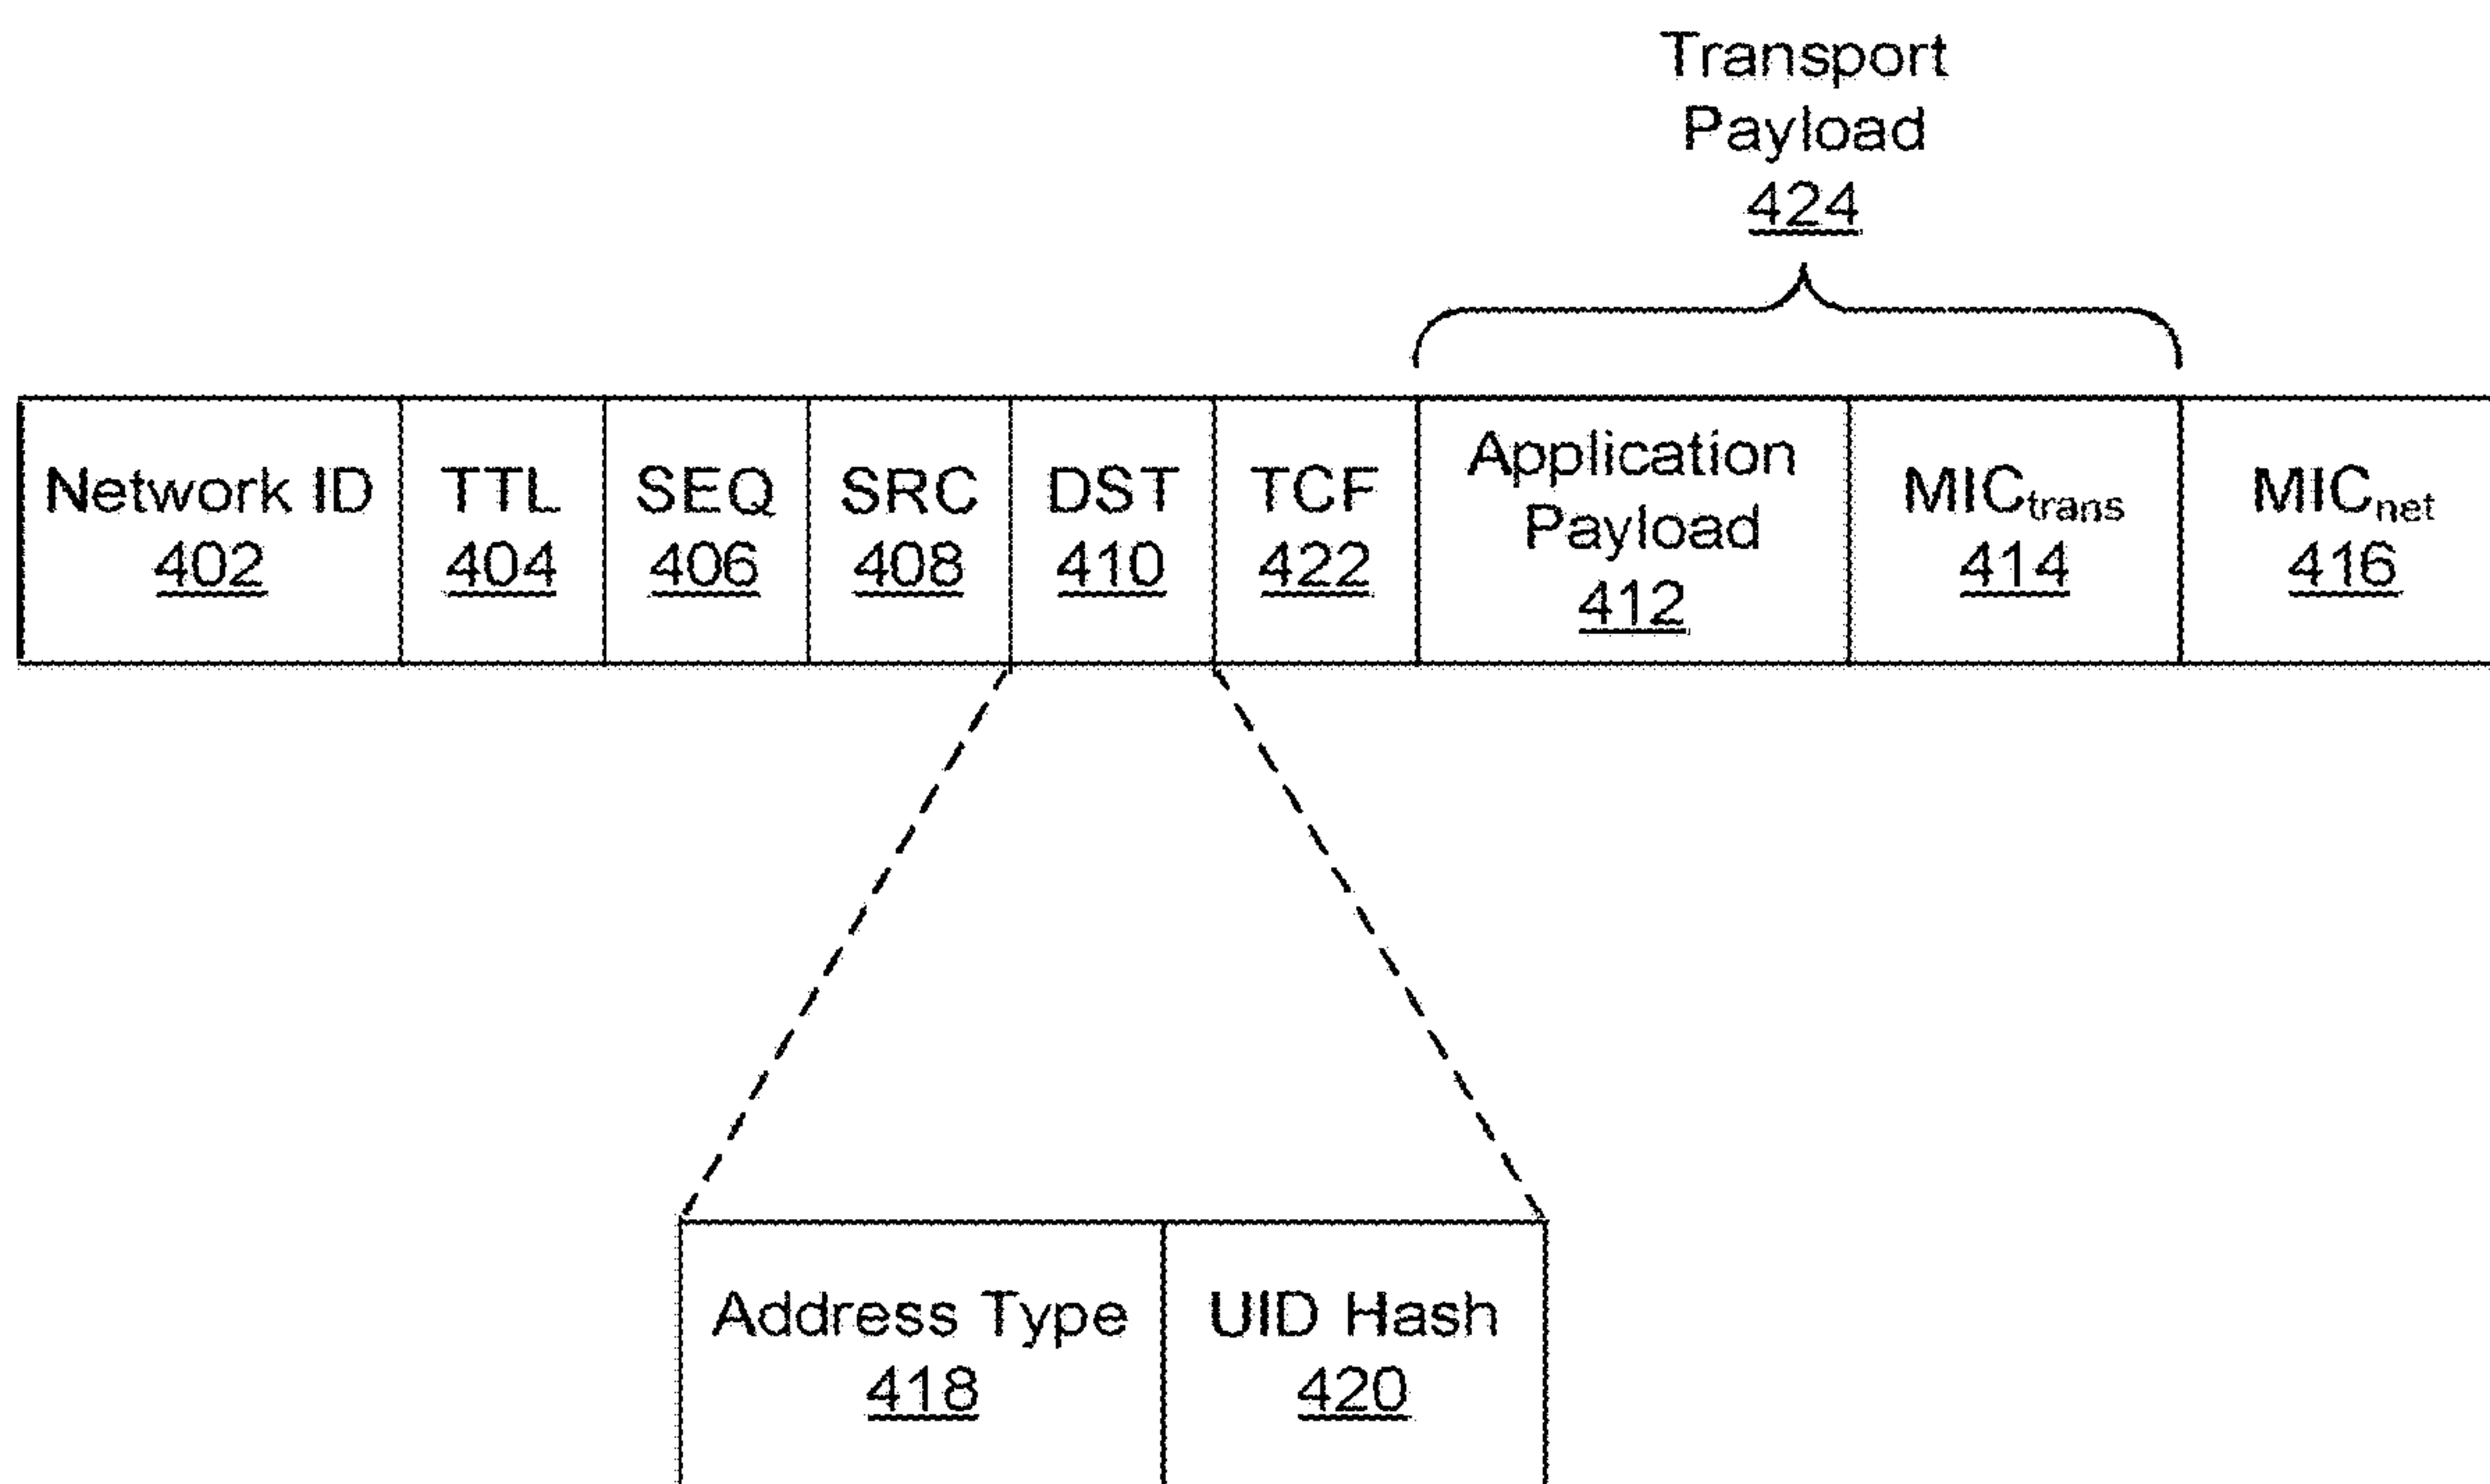 Transport
Payload
424
Network ID
402
TTL
404
SEQ
406
SRC
408
DST
410
TCF
422
Application
Payload
412
MICtrans
414
MICnet
416
Address Type
418
UID Hash
420